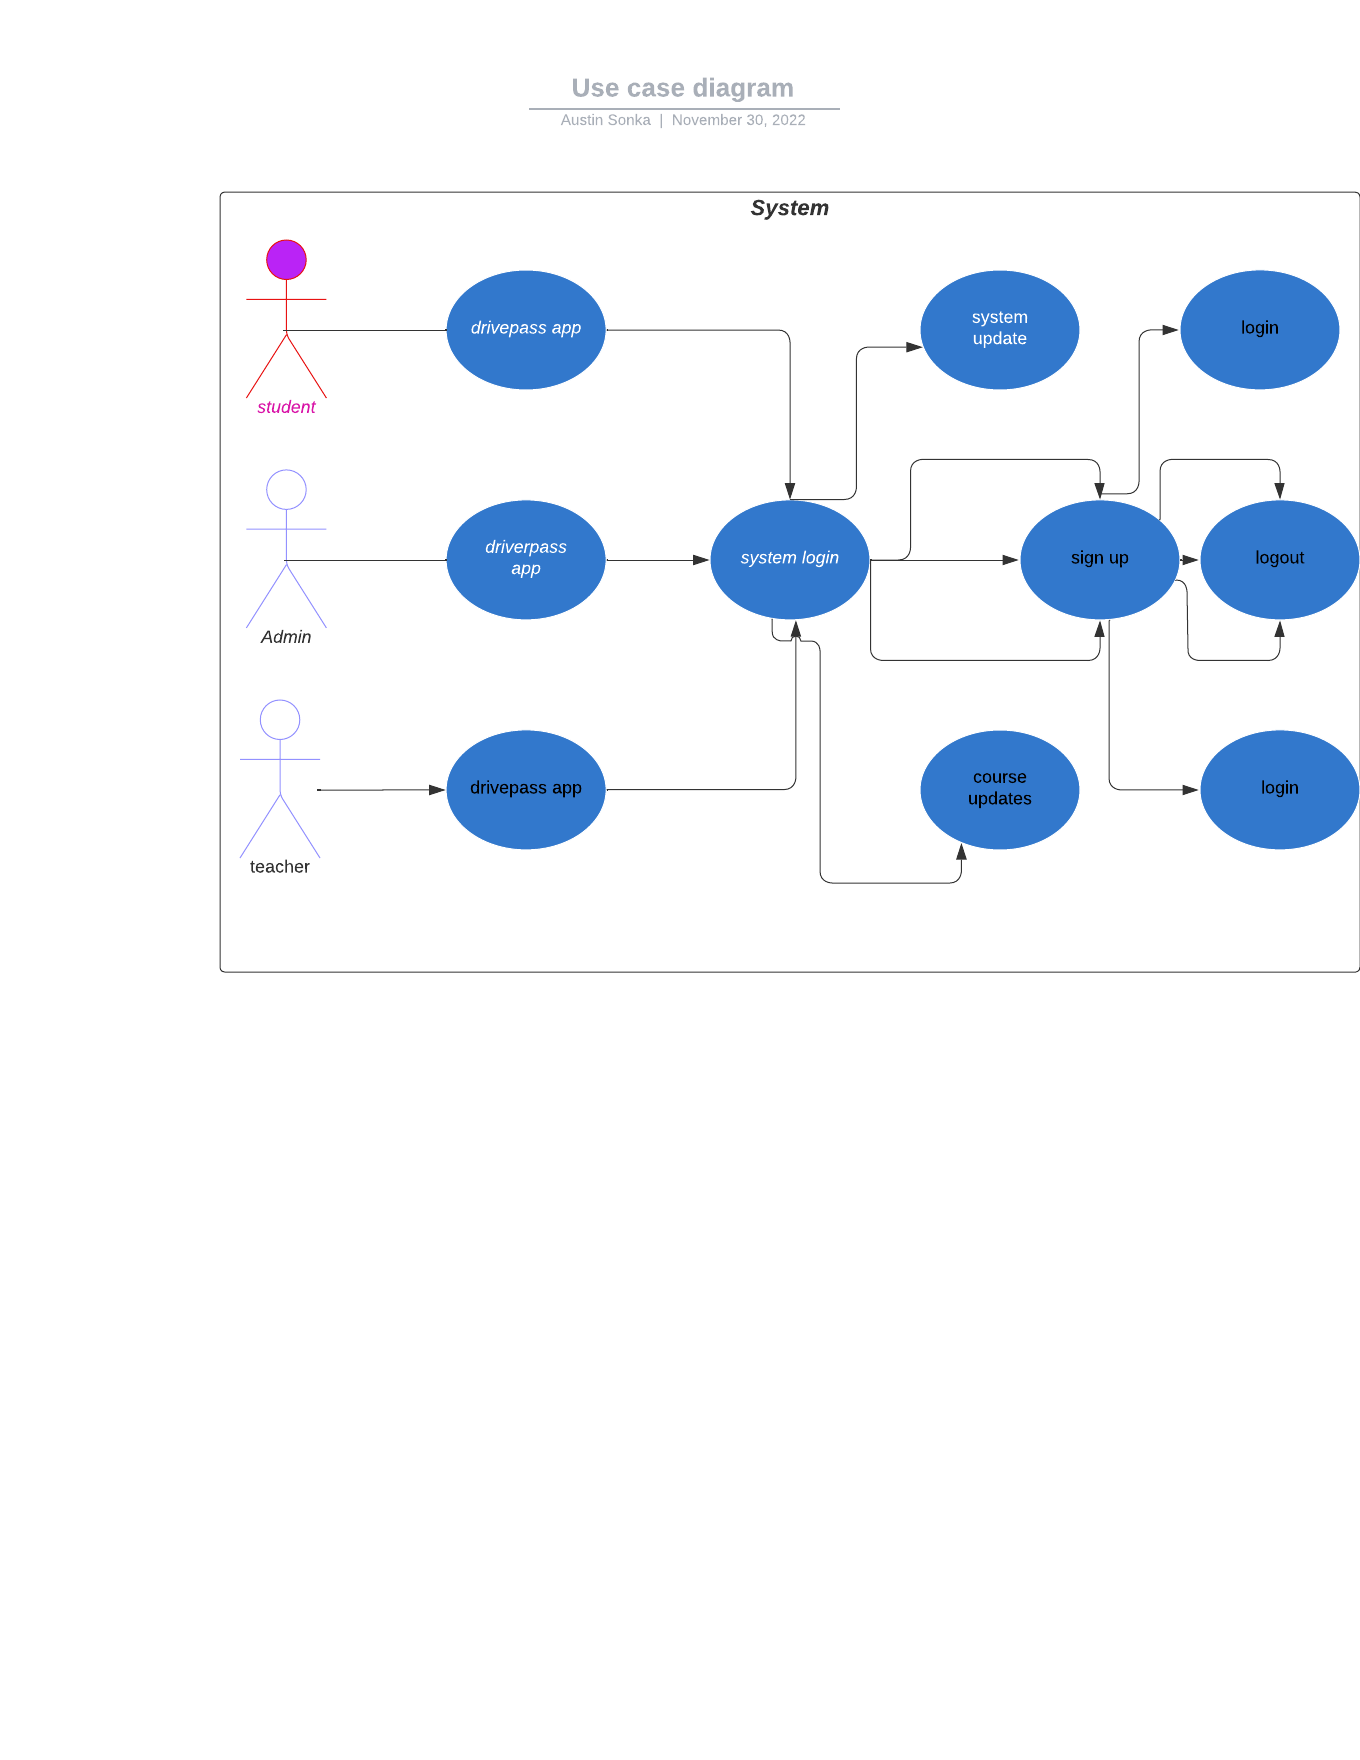 Use case diagram
Austin Sonka | November 30, 2022
System
drivepass app
system
update
login
student
driverpass
app
system login
sign up
logout
Admin
drivepass app
course
updates
login
teacher